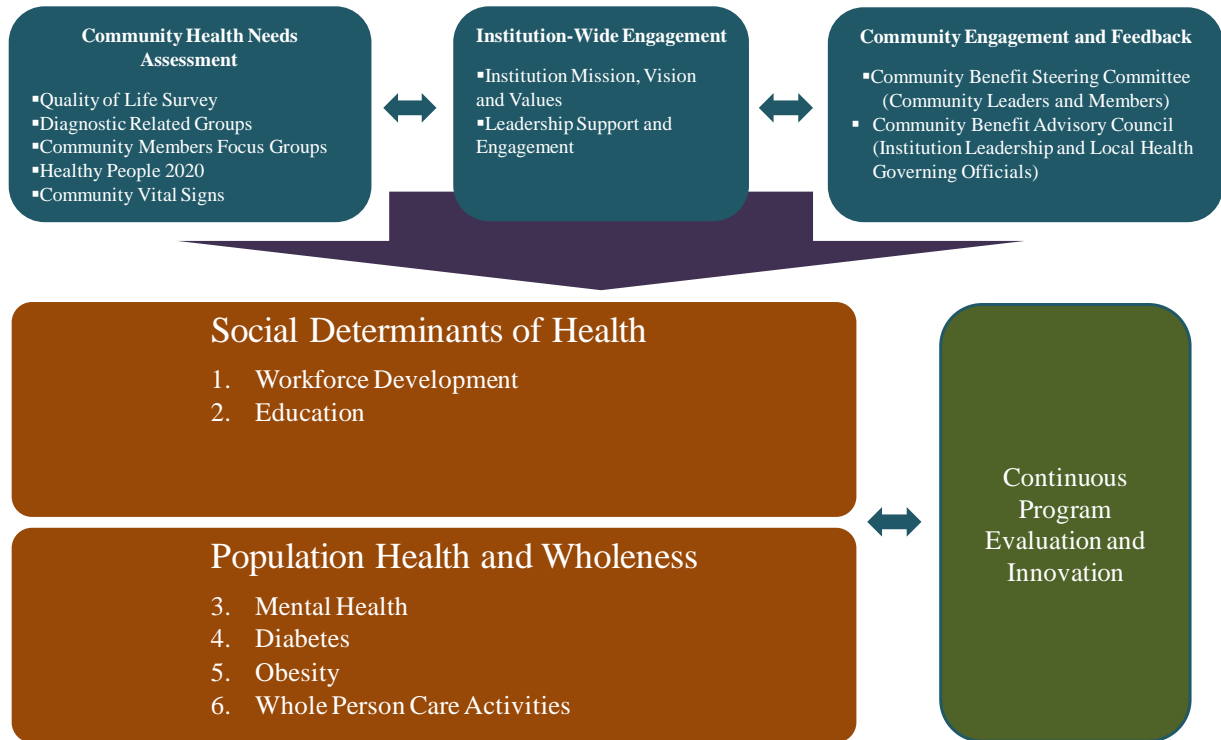 Community Health Needs
Assessment
▪Quality of Life Survey
▪Diagnostic Related Groups
▪Community Members Focus Groups
▪Healthy People 2020
▪Community Vital Signs
Institution-Wide Engagement
▪Institution Mission, Vision
and Values
▪Leadership Support and
Engagement
Community Engagement and Feedback
▪Community Benefit Steering Committee
(Community Leaders and Members)
▪ Community Benefit Advisory Council
(Institution Leadership and Local Health
Governing Officials)
Social Determinants of Health
1. Workforce Development
2. Education
Population Health and Wholeness
3. Mental Health
4. Diabetes
5. Obesity
6. Whole Person Care Activities
Continuous
Program
Evaluation and
Innovation